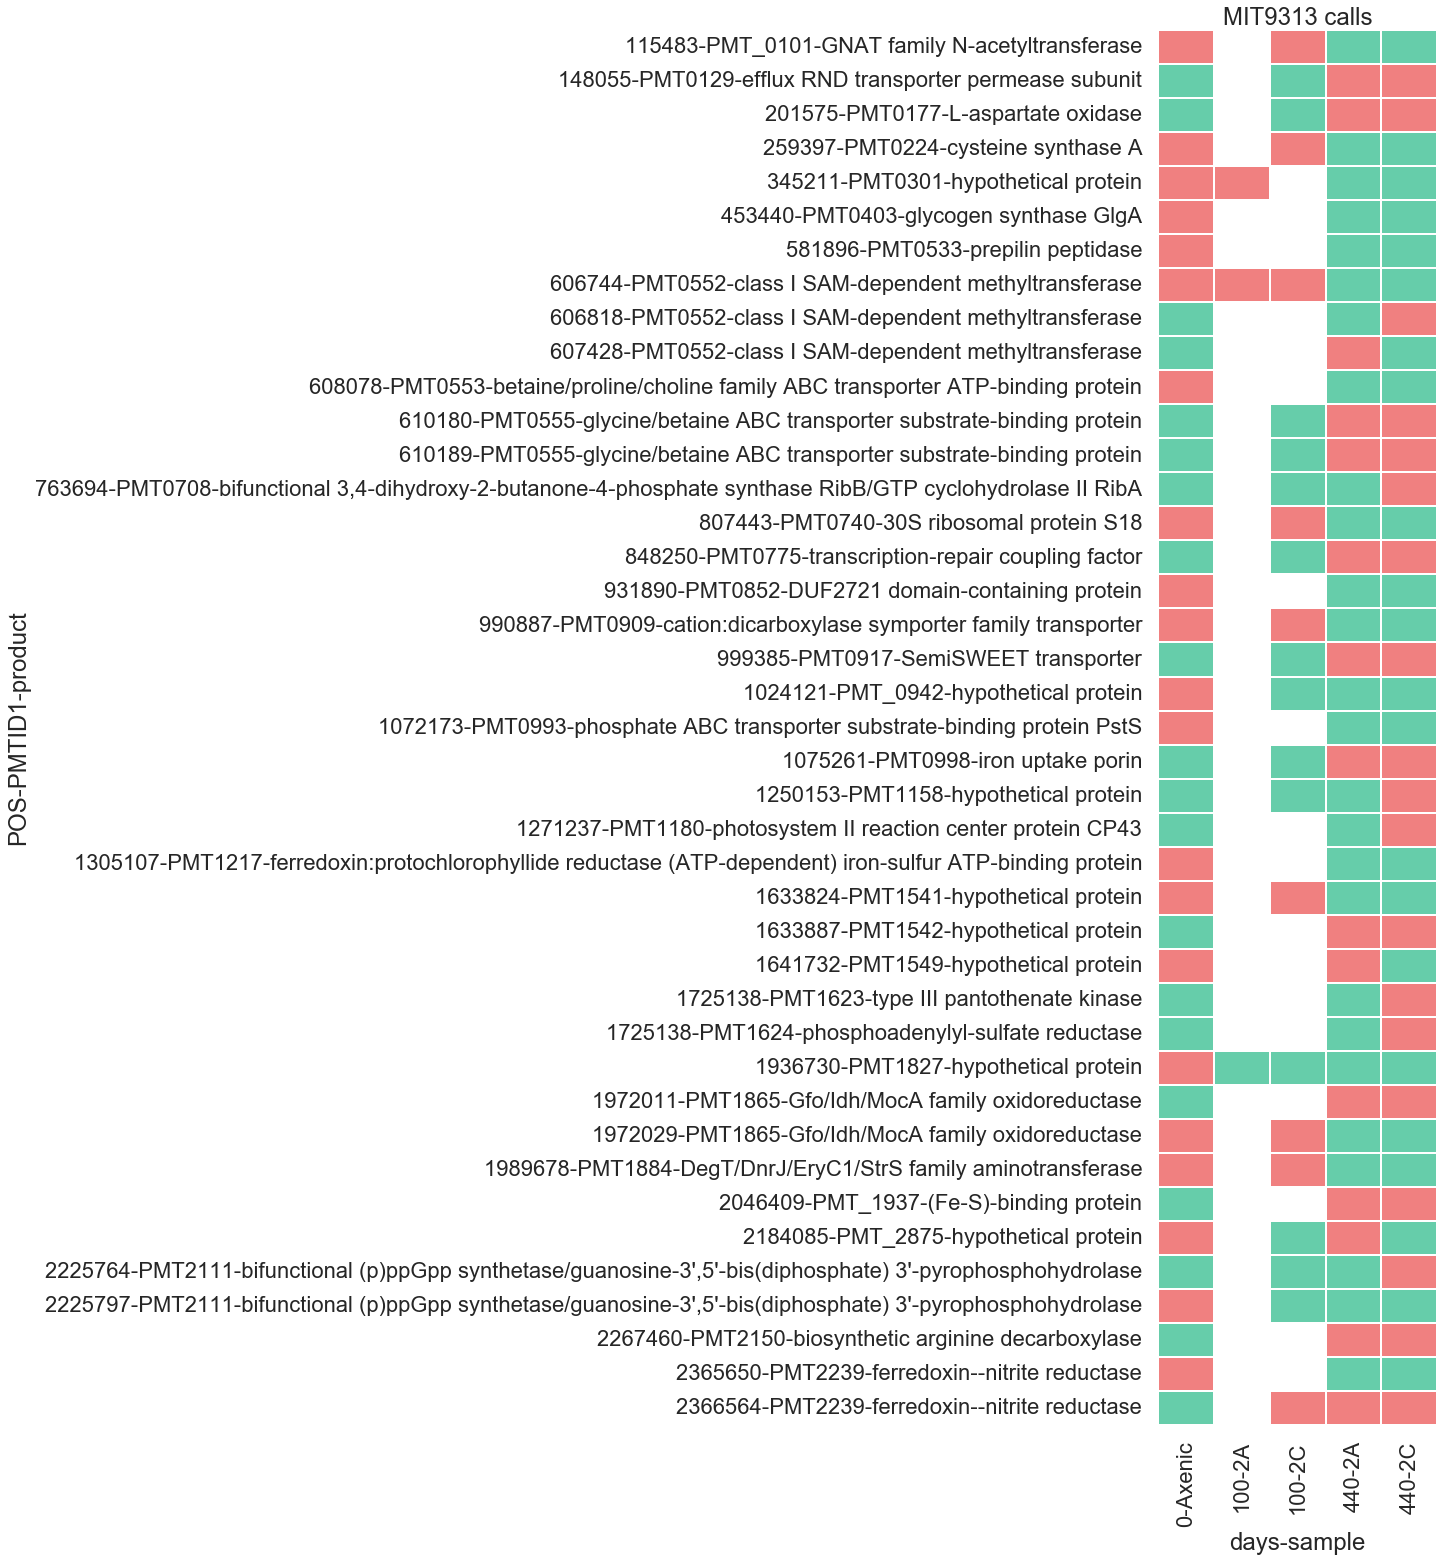 MIT9313 calls
115483-PMT_0101-GNAT family N-acetyltransferase
148055-PMT0129-efflux RND transporter permease subunit
201575-PMT0177-L-aspartate oxidase
259397-PMT0224-cysteine synthase A
345211-PMT0301-hypothetical protein
453440-PMT0403-glycogen synthase GlgA
581896-PMT0533-prepilin peptidase
606744-PMT0552-class I SAM-dependent methyltransferase
606818-PMT0552-class I SAM-dependent methyltransferase
607428-PMT0552-class I SAM-dependent methyltransferase
608078-PMT0553-betaine/proline/choline family ABC transporter ATP-binding protein
610180-PMT0555-glycine/betaine ABC transporter substrate-binding protein
610189-PMT0555-glycine/betaine ABC transporter substrate-binding protein
763694-PMT0708-bifunctional 3,4-dihydroxy-2-butanone-4-phosphate synthase RibB/GTP cyclohydrolase II RibA
807443-PMT0740-30S ribosomal protein S18
848250-PMT0775-transcription-repair coupling factor
931890-PMT0852-DUF2721 domain-containing protein
990887-PMT0909-cation:dicarboxylase symporter family transporter
999385-PMT0917-SemiSWEET transporter
1024121-PMT_0942-hypothetical protein
1072173-PMT0993-phosphate ABC transporter substrate-binding protein PstS
1075261-PMT0998-iron uptake porin
1250153-PMT1158-hypothetical protein
1271237-PMT1180-photosystem II reaction center protein CP43
1305107-PMT1217-ferredoxin:protochlorophyllide reductase (ATP-dependent) iron-sulfur ATP-binding protein
1633824-PMT1541-hypothetical protein
1633887-PMT1542-hypothetical protein
1641732-PMT1549-hypothetical protein
1725138-PMT1623-type III pantothenate kinase
1725138-PMT1624-phosphoadenylyl-sulfate reductase
1936730-PMT1827-hypothetical protein
1972011-PMT1865-Gfo/Idh/MocA family oxidoreductase
1972029-PMT1865-Gfo/Idh/MocA family oxidoreductase
1989678-PMT1884-DegT/DnrJ/EryC1/StrS family aminotransferase
2046409-PMT_1937-(Fe-S)-binding protein
2184085-PMT_2875-hypothetical protein
2225764-PMT2111-bifunctional (p)ppGpp synthetase/guanosine-3',5'-bis(diphosphate) 3'-pyrophosphohydrolase
2225797-PMT2111-bifunctional (p)ppGpp synthetase/guanosine-3',5'-bis(diphosphate) 3'-pyrophosphohydrolase
2267460-PMT2150-biosynthetic arginine decarboxylase
2365650-PMT2239-ferredoxin--nitrite reductase
2366564-PMT2239-ferredoxin--nitrite reductase
POS-PMTID1-product
0-Axenic
100-2A
100-2C
440-2A
440-2C
days-sample